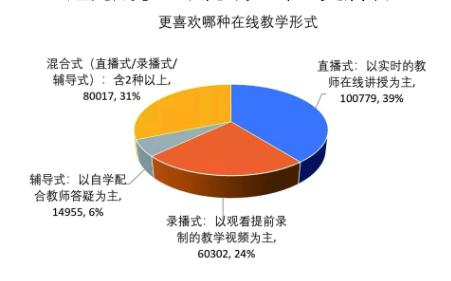 更喜欢哪种在线教学形式
混合式（直播式/录播式/
辅导式）：含2种以上,
80017, 31%
直播式：以实时的教
师在线讲授为主,
100779, 39%
辅导式：以自学配
合教师答疑为主,
14955, 6%
录播式：以观看提前录
制的教学视频为主,
60302, 24%